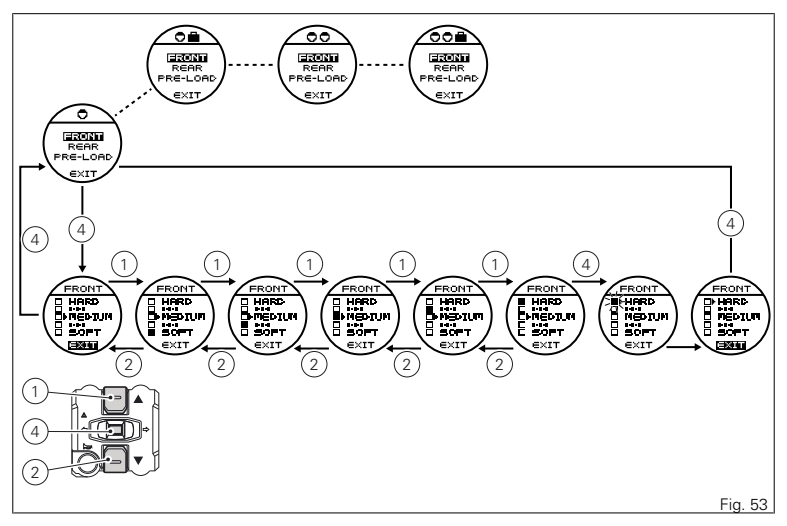 FRONT
REAR
PRE-LOAD
EXIT
FRONT
REAR
PRE-LOAD
EXIT
FRONT
REAR
PRE-LOAD
EXIT
FRONT
REAR
PRE-LOAD
EXIT
4
4
4
1
1
1
1
1
4
FRONT
HARD
MEDIUM
SOFT
EXIT
FRONT
HARD
MEDIUM
SOFT
EXIT
FRONT
HARD
MEDIUM
SOFT
EXIT
FRONT
HARD
MEDIUM
SOFT
EXIT
FRONT
HARD
MEDIUM
SOFT
EXIT
FRONT
HARD
MEDIUM
SOFT
EXIT
FRONT
HARD
MEDIUM
SOFT
EXIT
FRONT
HARD
MEDIUM
SOFT
EXIT
2
2
2
2
2
1
4
2
Fig. 53